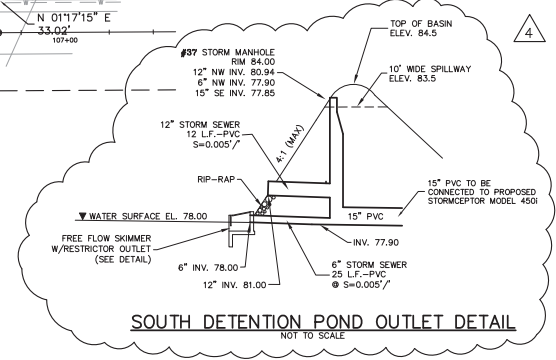 N 01°17'15" E
33.02'
107+00
TOP OF BASIN
ELEV. 84.5
4
#37 STORM MANHOLE
RIM 84.00
12" NW INV. 80.94
6" NW INV. 77.90
15" SE INV. 77.85
10' WIDE SPILLWAY
ELEV. 83.5
12" STORM SEWER
12 L.F.-PVC
S=0.005'/'
4:1 (MAX)
RIP-RAP
15" PVC TO BE
CONNECTED TO PROPOSED
STORMCEPTOR MODEL 450i
WATER SURFACE EL. 78.00
15" PVC
FREE FLOW SKIMMER
W/RESTRICTOR OUTLET
(SEE DETAIL)
INV. 77.90
6" INV. 78.00
12" INV. 81.00
6" STORM SEWER
25 L.F.-PVC
@ S=0.005'/'
SOUTH DETENTION POND OUTLET DETAIL
NOT TO SCALE